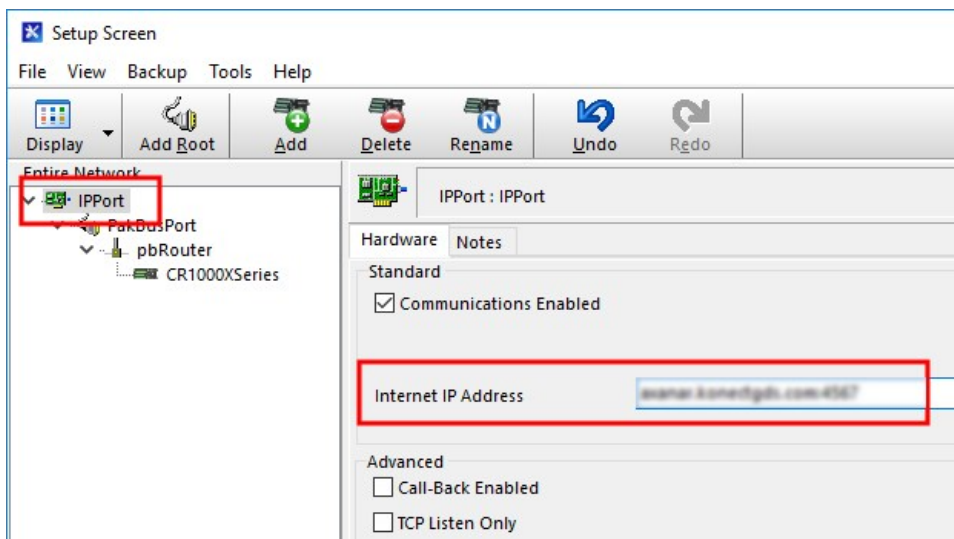 Setup Screen
File View Backup Tools Help
Display Add Root Add Delete Rename Undo Redo
Entire Network
IPPort
PakBusPort
pbRouter
CR1000XSeries
IPPort : IPPort
Hardware Notes
Standard
Communications Enabled
Internet IP Address
Advanced
Call-Back Enabled
TCP Listen Only